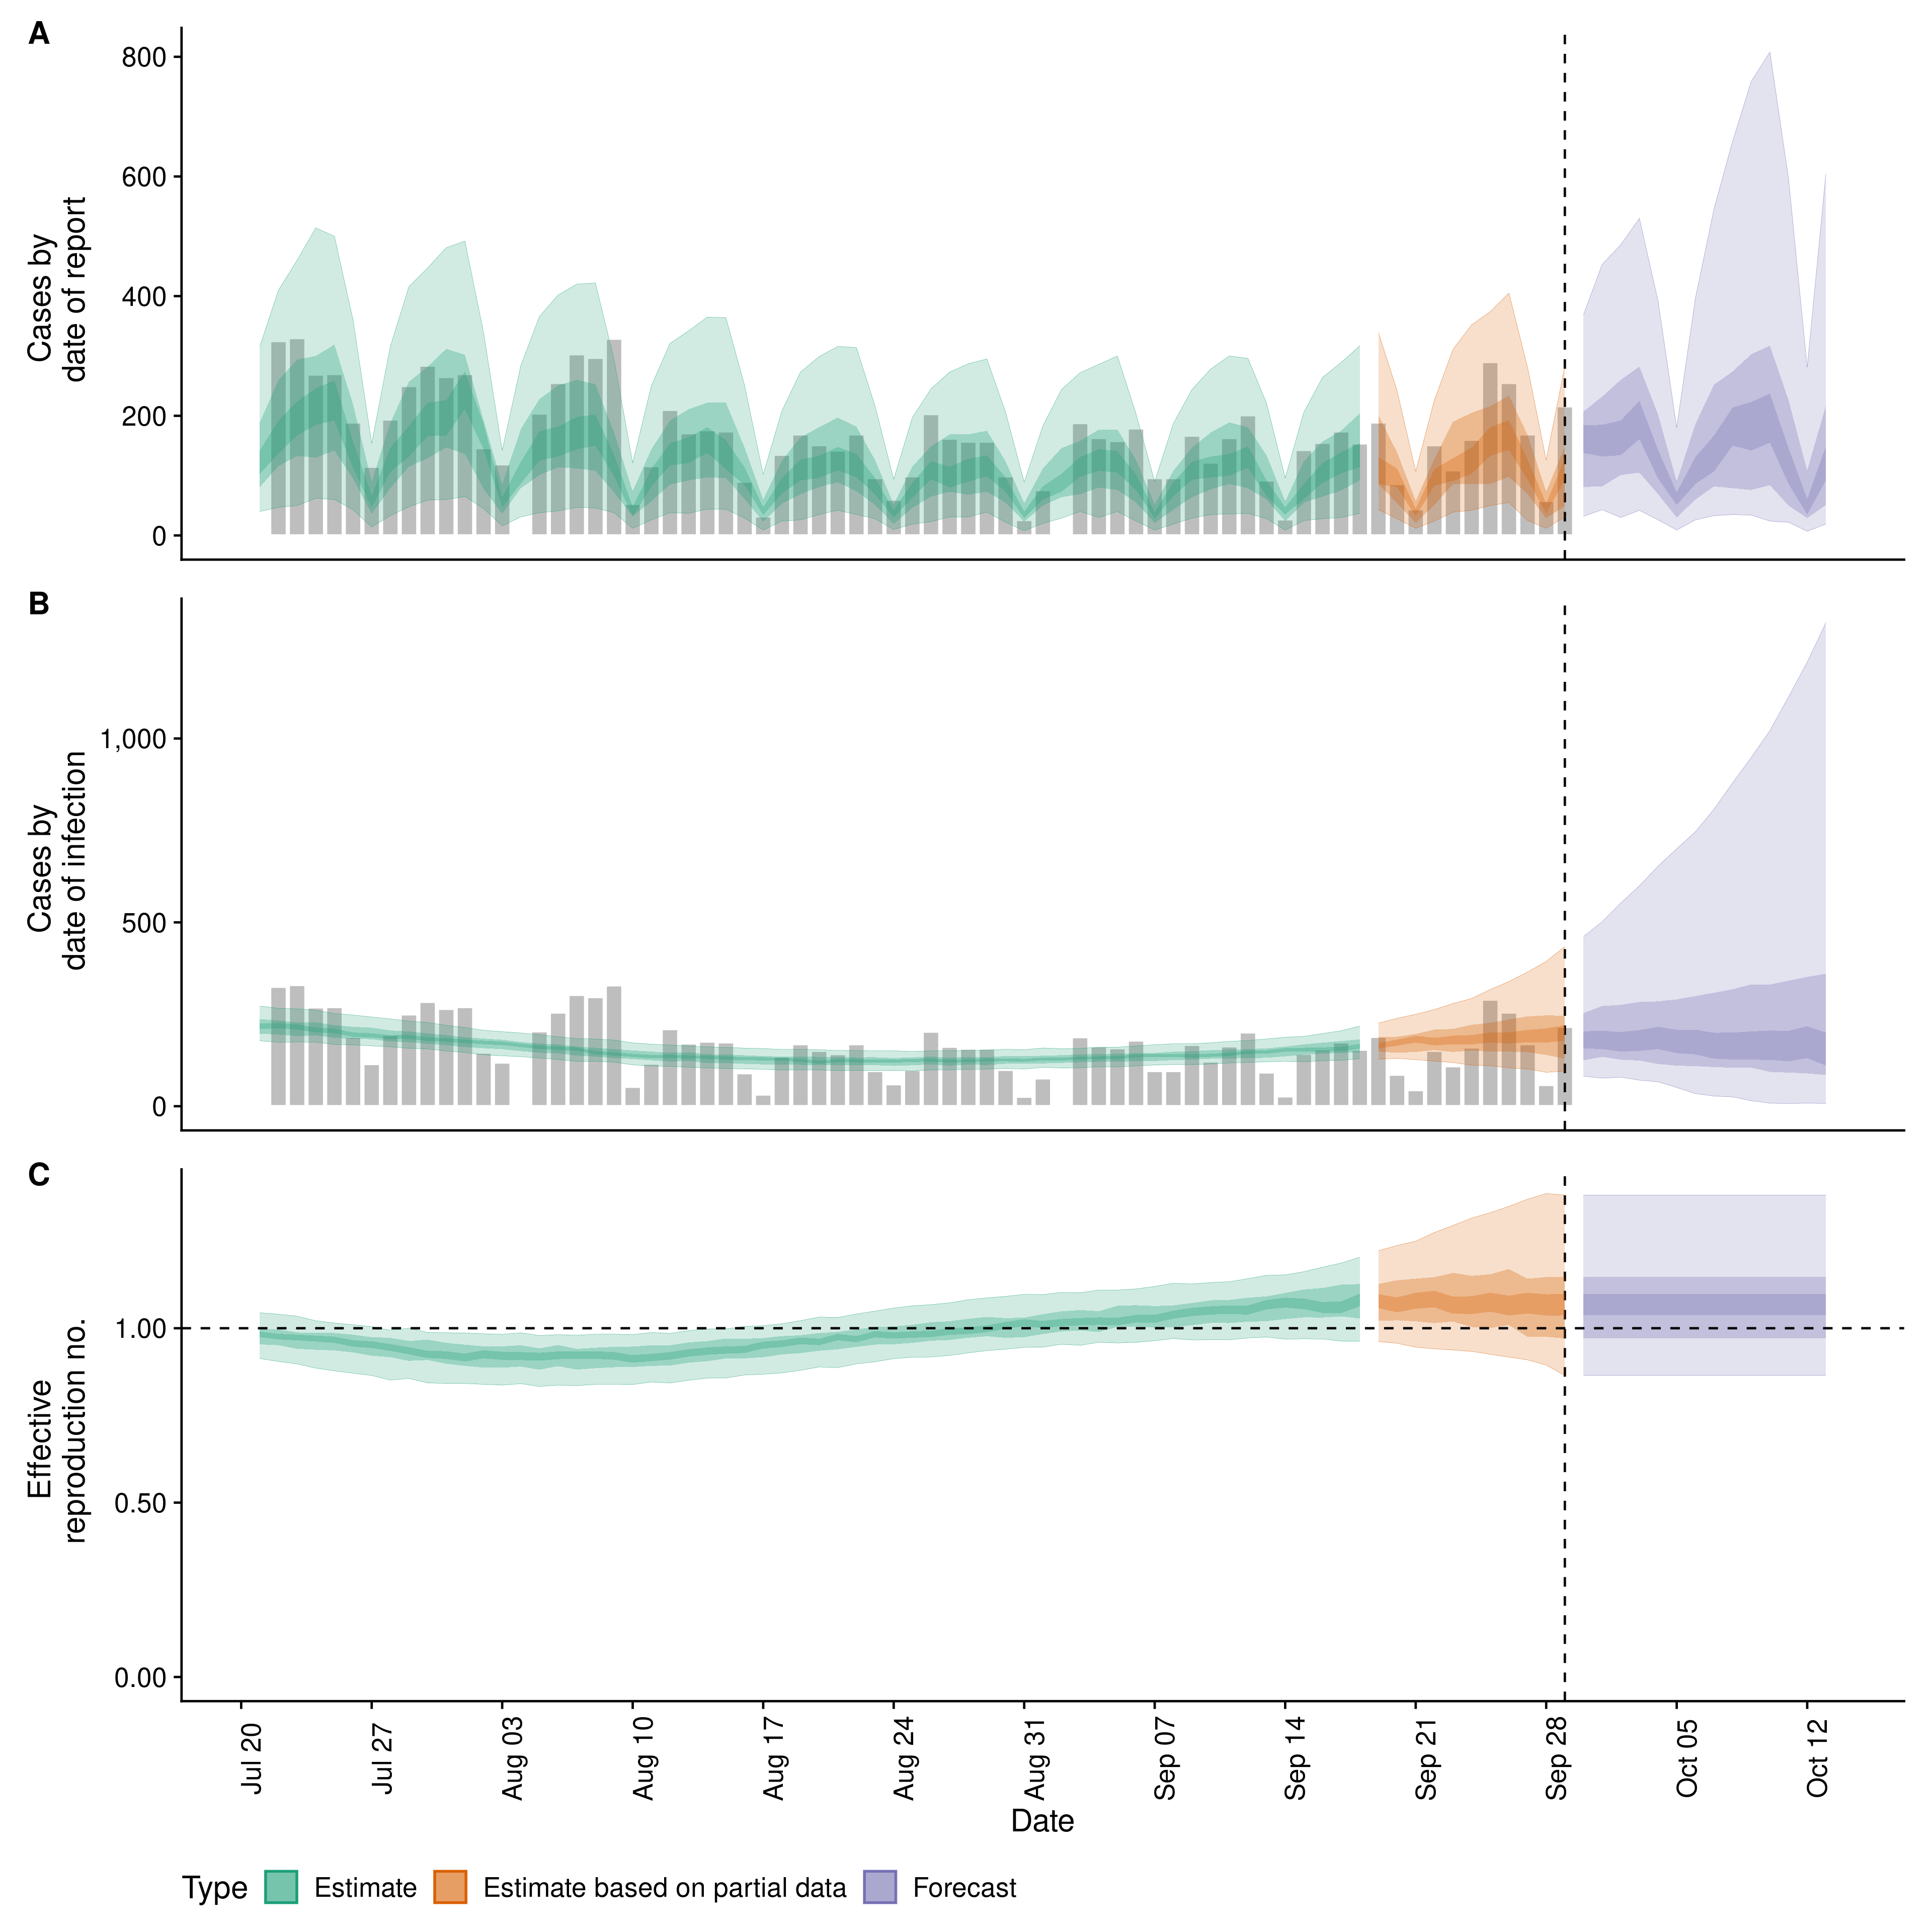 A
800
600
400
200
0
Cases by
date of report
B
1,000
500
0
Cases by
date of infection
C
1.00
0.50
0.00
Effective
reproduction no.
Jul 20
Jul 27
Aug 03
Aug 10
Aug 17
Aug 24
Aug 31
Sep 07
Sep 14
Sep 21
Sep 28
Oct 05
Oct 12
Date
Type Estimate Estimate based on partial data Forecast